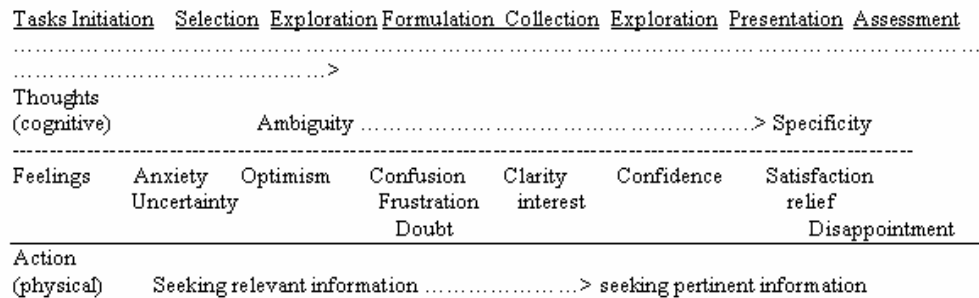 Tasks Initiation Selection Exploration Formulation Collection Exploration Presentation Assessment
……………………………………………………………………………………………………………
…………………………………>
Thoughts
(cognitive) Ambiguity ………………………………………………..> Specificity
----------------------------------------------------------------------------------------------------
Feelings Anxiety Optimism Confusion Clarity Confidence Satisfaction
Uncertainty Frustration interest relief
Doubt Disappointment
Action
(physical) Seeking relevant information …………………> seeking pertinent information